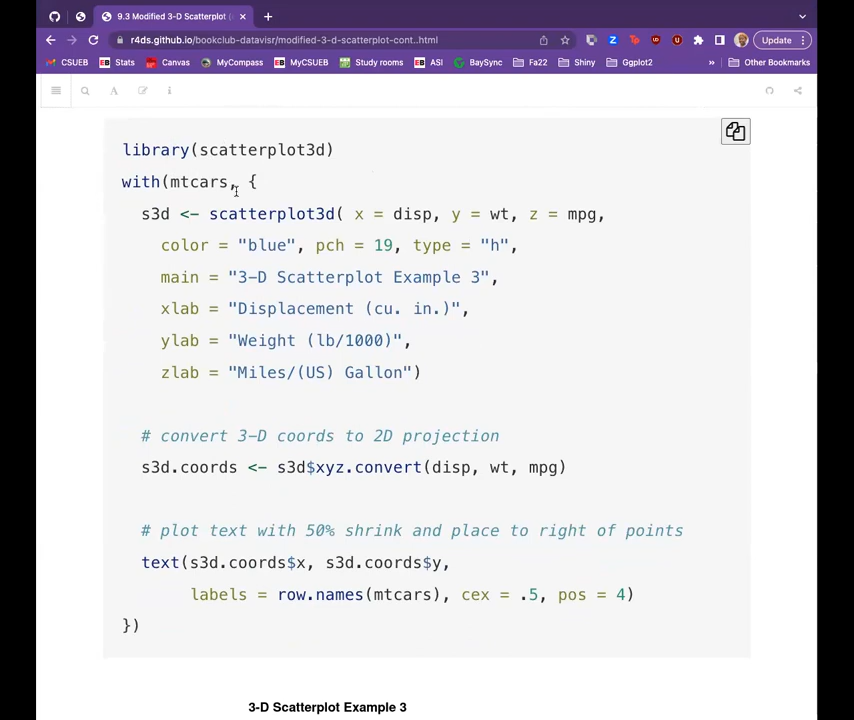 9.3 Modified 3-D Scatterplot (
r4ds.github.io/bookclub-datavisr/modified-3-d-scatterplot-cont..html
Update
CSUEB Stats Canvas MyCompass MyCSUEB Study rooms ASI BaySync Fa22 Shiny Ggplot2 » Other Bookmarks
library(scatterplot3d)
with(mtcars, {
s3d <- scatterplot3d( x = disp, y = wt, z = mpg,
color = "blue", pch = 19, type = "h",
main = "3-D Scatterplot Example 3",
xlab = "Displacement (cu. in.)",
ylab = "Weight (lb/1000)",
zlab = "Miles/(US) Gallon")
# convert 3-D coords to 2D projection
s3d.coords <- s3d$xyz.convert(disp, wt, mpg)
# plot text with 50% shrink and place to right of points
text(s3d.coords$x, s3d.coords$y,
labels = row.names(mtcars), cex = .5, pos = 4)
})
3-D Scatterplot Example 3